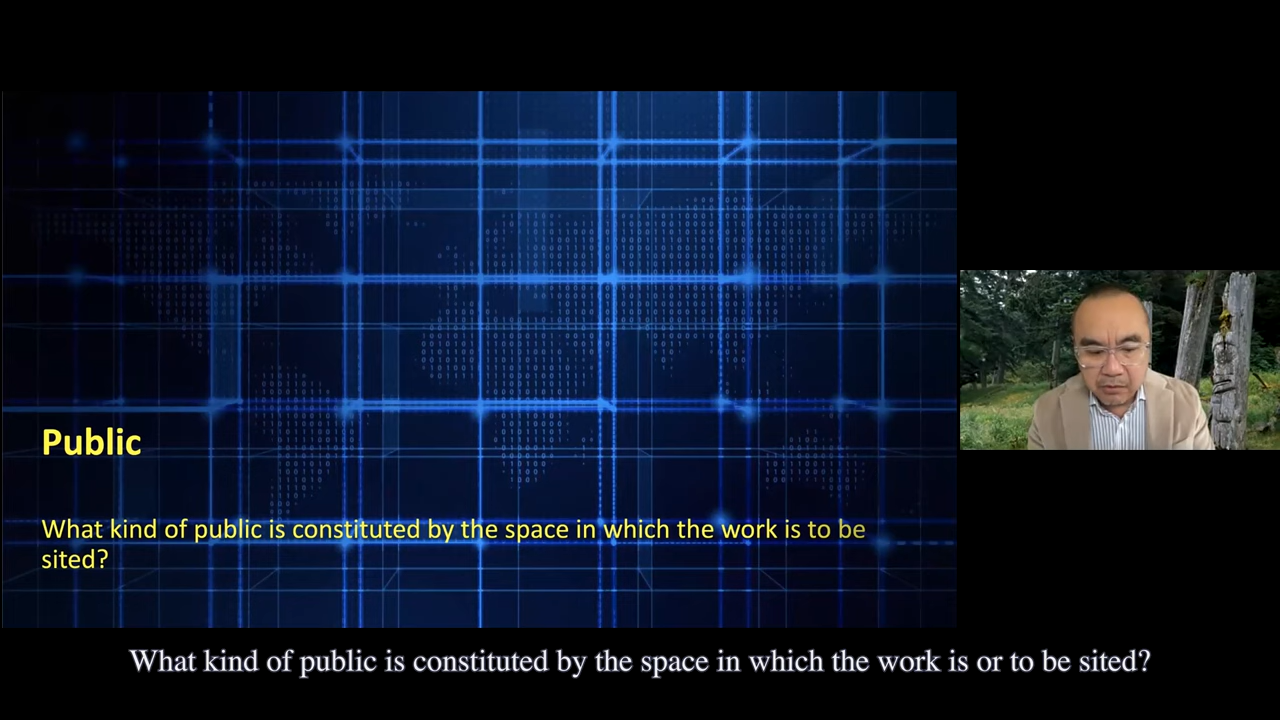 Public
What kind of public is constituted by the space in which the work is to be
sited?
What kind of public is constituted by the space in which the work is or to be sited?